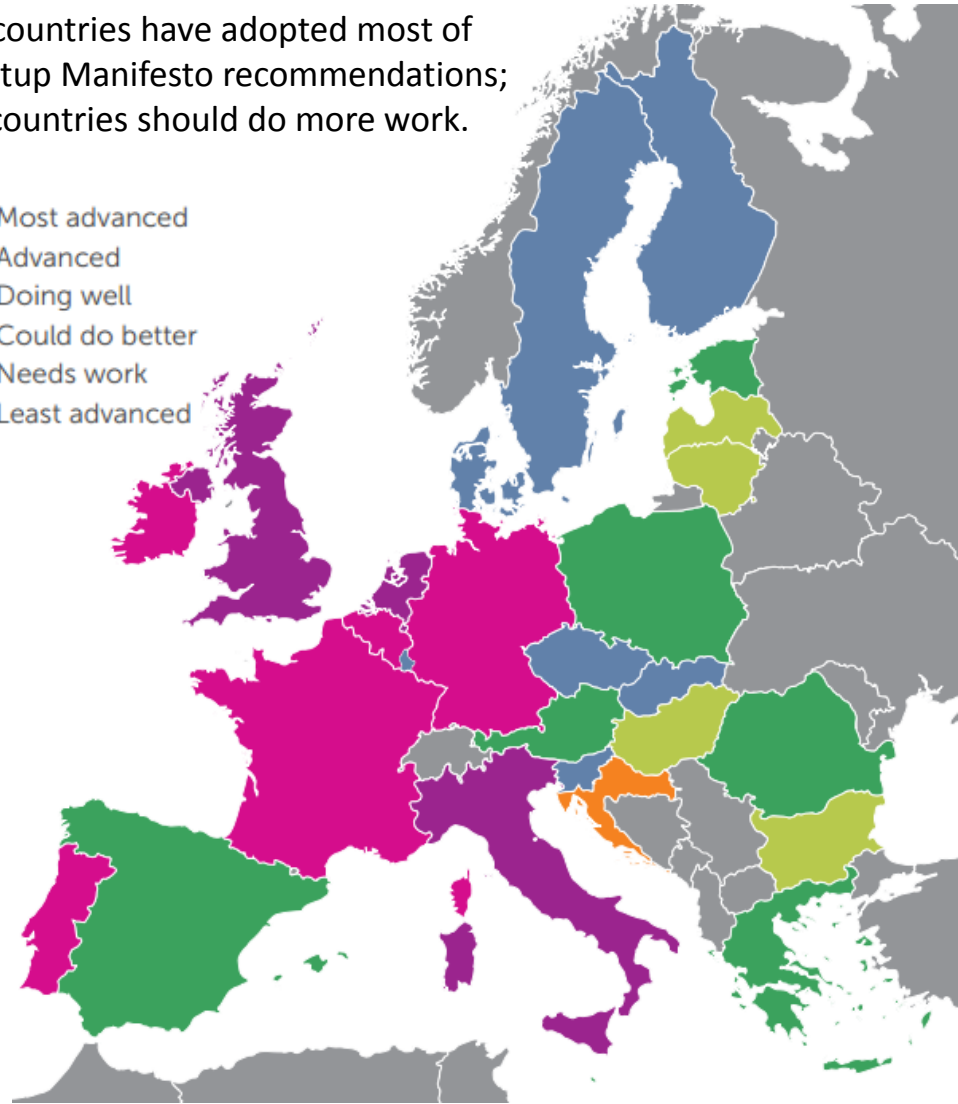 countries have adopted most of
tup Manifesto recommendations;
countries should do more work.
Most advanced
Advanced
Doing well
Could do better
Needs work
Least advanced